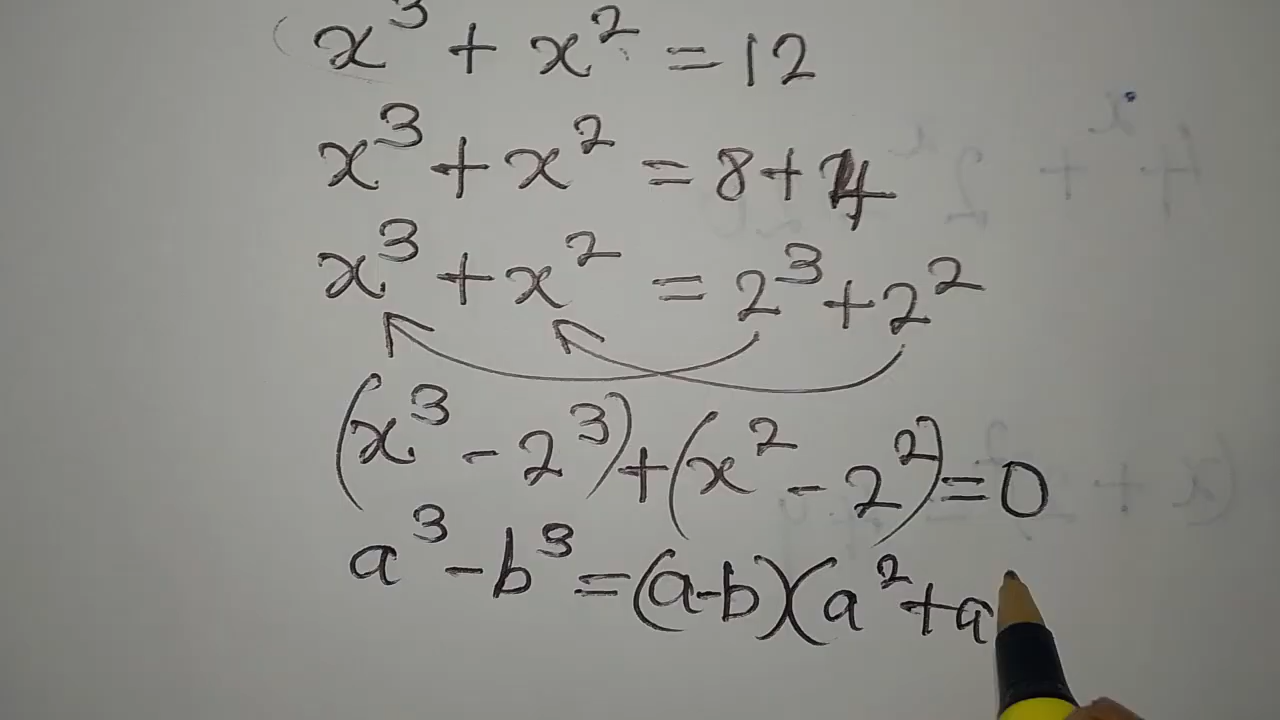 x³ + x² = 12
x³ + x² = 8 + 4
x³ + x² = 2³ + 2²
(x³ - 2³) + (x² - 2²) = 0
a³ - b³ = (a-b)(a² + a